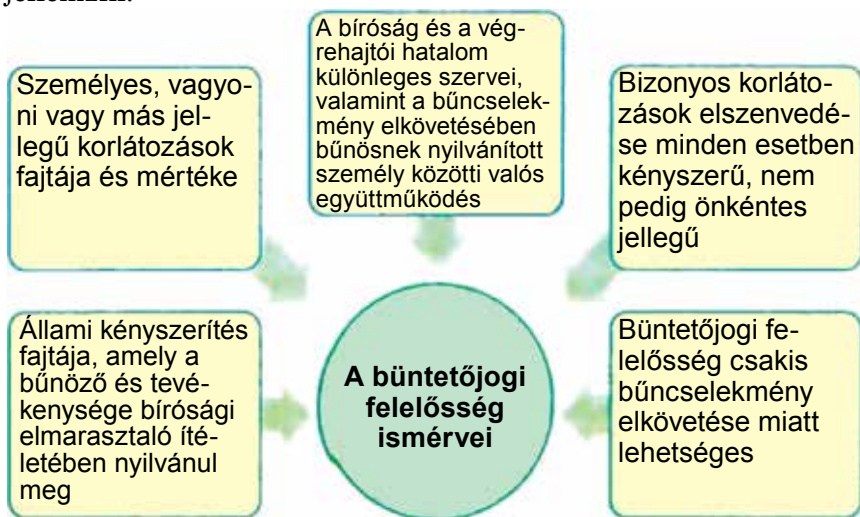 Személyes, vagyo-
ni vagy más jel-
legű korlátozások
fajtája és mértéke
A bíróság és a vég-
rehajtói hatalom
különleges szervei,
valamint a bűncselek-
mény elkövetésében
bűnösnek nyilvánított
személy közötti valós
együttműködés
Bizonyos korláto-
zások elszenvedé-
se minden esetben
kényszerű, nem
pedig önkéntes
jellegű
Állami kényszerítés
fajtája, amely a
bűnöző és tevé-
kenysége bírósági
elmarasztaló íté-
letében nyilvánul
meg
A büntetőjogi
felelősség
ismérvei
Büntetőjogi fe-
lelősség csakis
bűncselekmény
elkövetése miatt
lehetséges